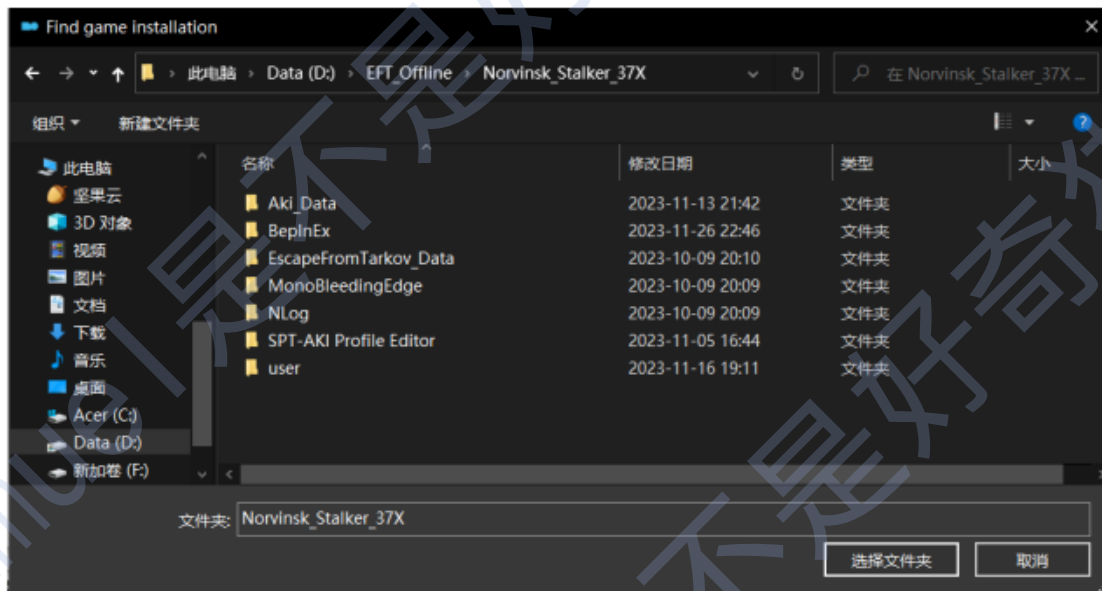 Find game installation
此电脑 › Data (D:) › EFT_Offline › Norvinsk_Stalker_37X
在 Norvinsk_Stalker_37X ...
组织 新建文件夹
名称 修改日期 类型 大小
此电脑
坚果云
3D 对象
视频
图片
文档
下载
音乐
桌面
Acer (C:)
Data (D:)
新加卷 (F:)
Aki_Data 2023-11-13 21:42 文件夹
BepInEx 2023-11-26 22:46 文件夹
EscapeFromTarkov_Data 2023-10-09 20:10 文件夹
MonoBleedingEdge 2023-10-09 20:09 文件夹
NLog 2023-10-09 20:09 文件夹
SPT-AKI Profile Editor 2023-11-05 16:44 文件夹
user 2023-11-16 19:11 文件夹
文件夹: Norvinsk_Stalker_37X
选择文件夹 取消
是不是好
不是好奇